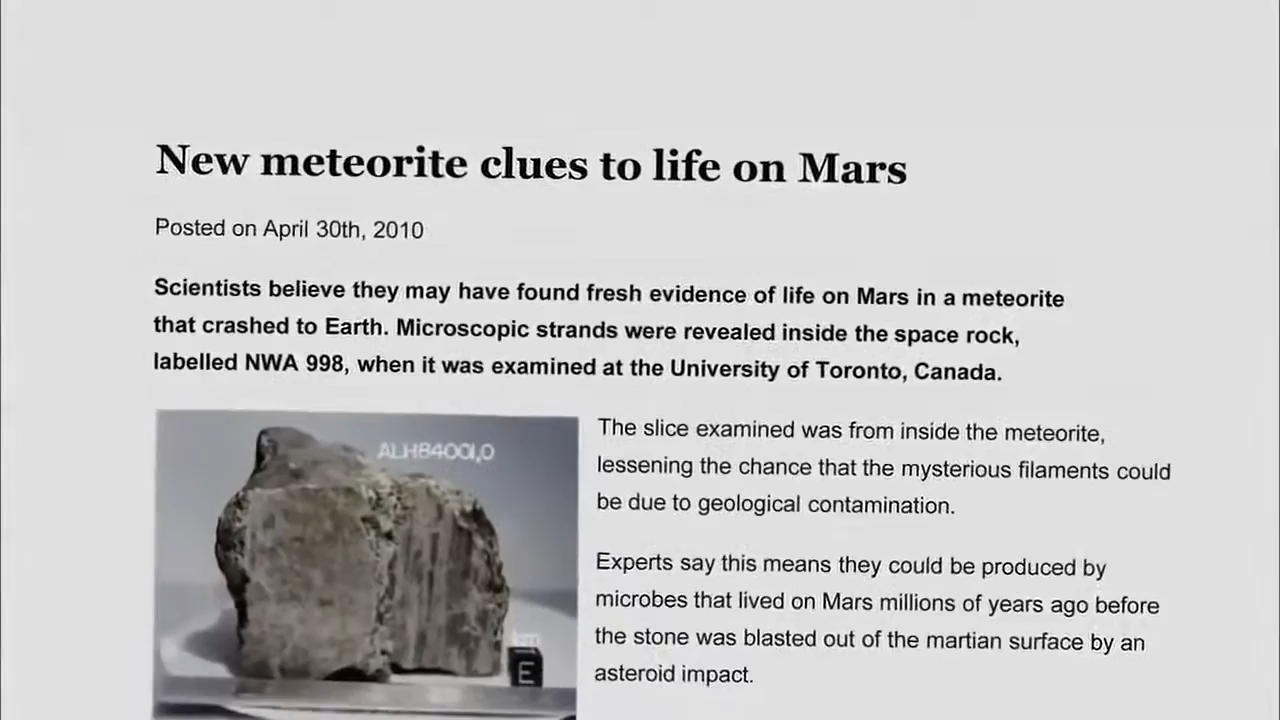 New meteorite clues to life on Mars
Posted on April 30th, 2010
Scientists believe they may have found fresh evidence of life on Mars in a meteorite
that crashed to Earth. Microscopic strands were revealed inside the space rock,
labelled NWA 998, when it was examined at the University of Toronto, Canada.
ALH84001,0
The slice examined was from inside the meteorite,
lessening the chance that the mysterious filaments could
be due to geological contamination.
Experts say this means they could be produced by
microbes that lived on Mars millions of years ago before
the stone was blasted out of the martian surface by an
asteroid impact.
E